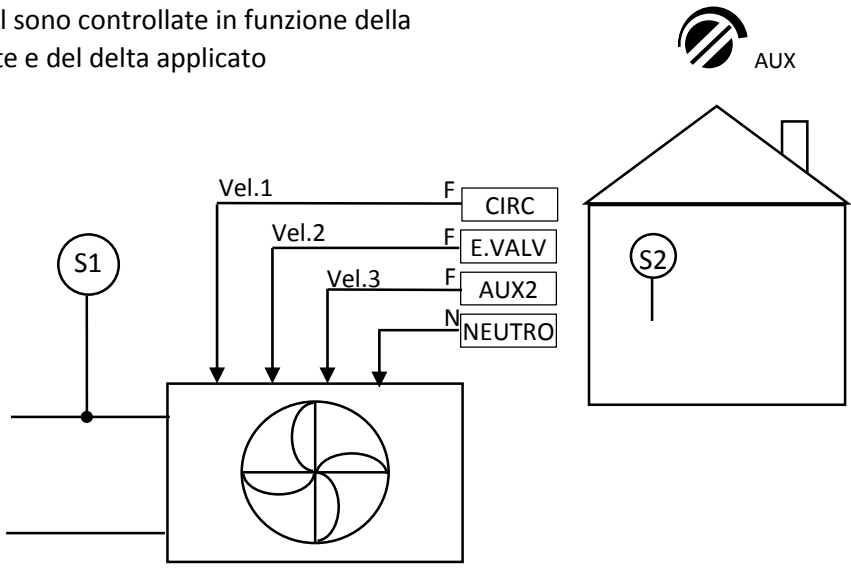 l sono controllate in funzione della
te e del delta applicato
AUX
Vel.1 F CIRC
Vel.2 F E.VALV
S1 S2
Vel.3 F AUX2
N NEUTRO